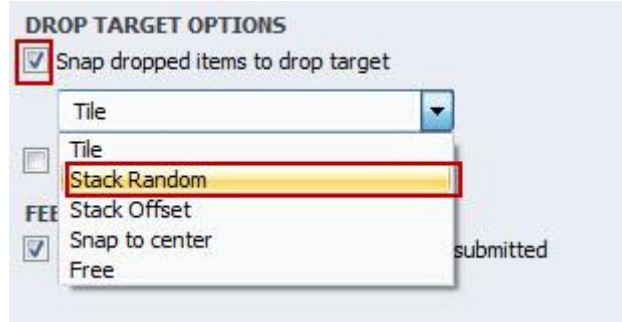 DROP TARGET OPTIONS
Snap dropped items to drop target
Tile
Tile
Stack Random
FEE
Stack Offset
Snap to center
submitted
Free